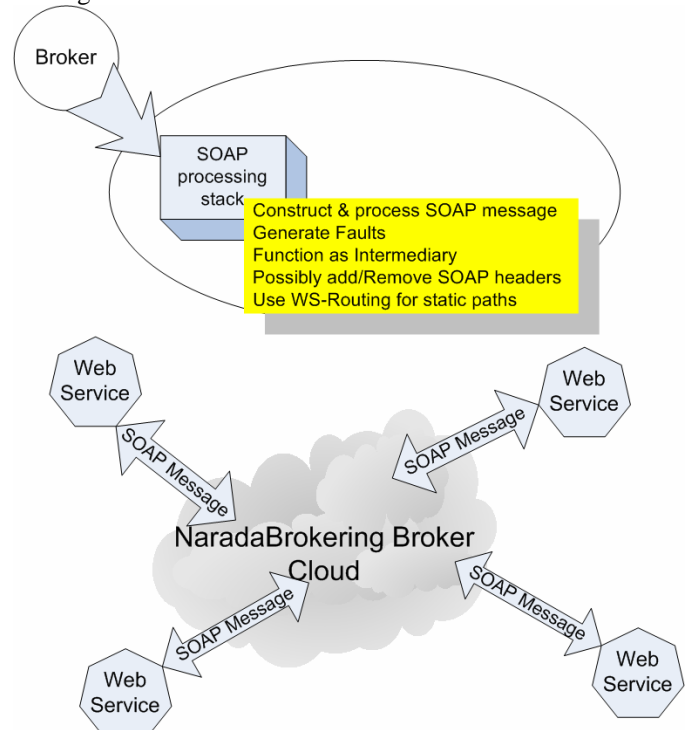 Broker
SOAP
processing
stack
Construct & process SOAP message
Generate Faults
Function as Intermediary
Possibly add/Remove SOAP headers
Use WS-Routing for static paths
Web
Service
Web
Service
SOAP Message
SOAP Message
NaradaBrokering Broker
Cloud
SOAP Message
SOAP Message
Web
Service
Web
Service